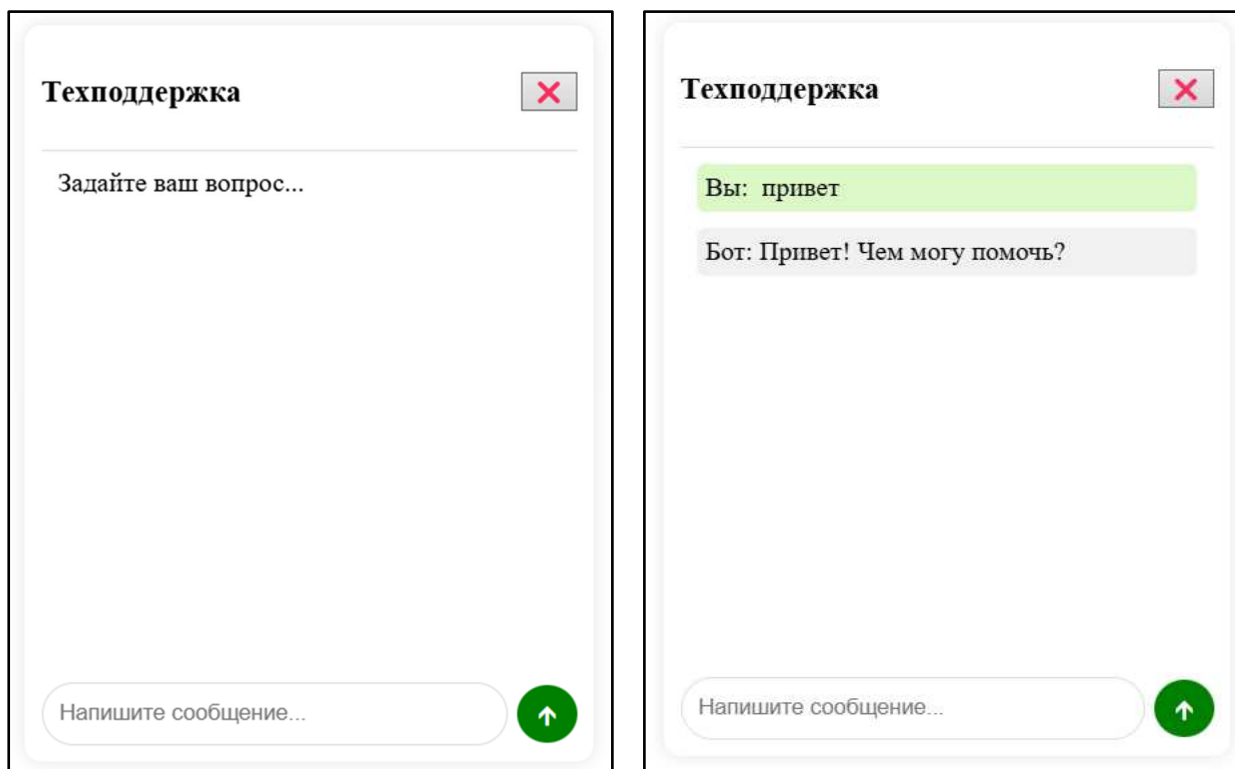 Техподдержка
Задайте ваш вопрос...
Напишите сообщение...
Техподдержка
Вы: привет
Бот: Привет! Чем могу помочь?
Напишите сообщение...